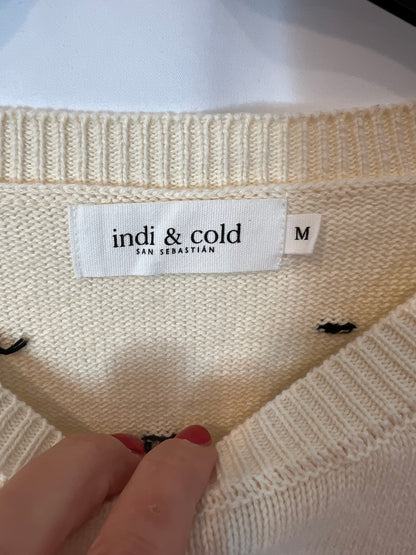 indi & cold
SAN SEBASTIÁN
M